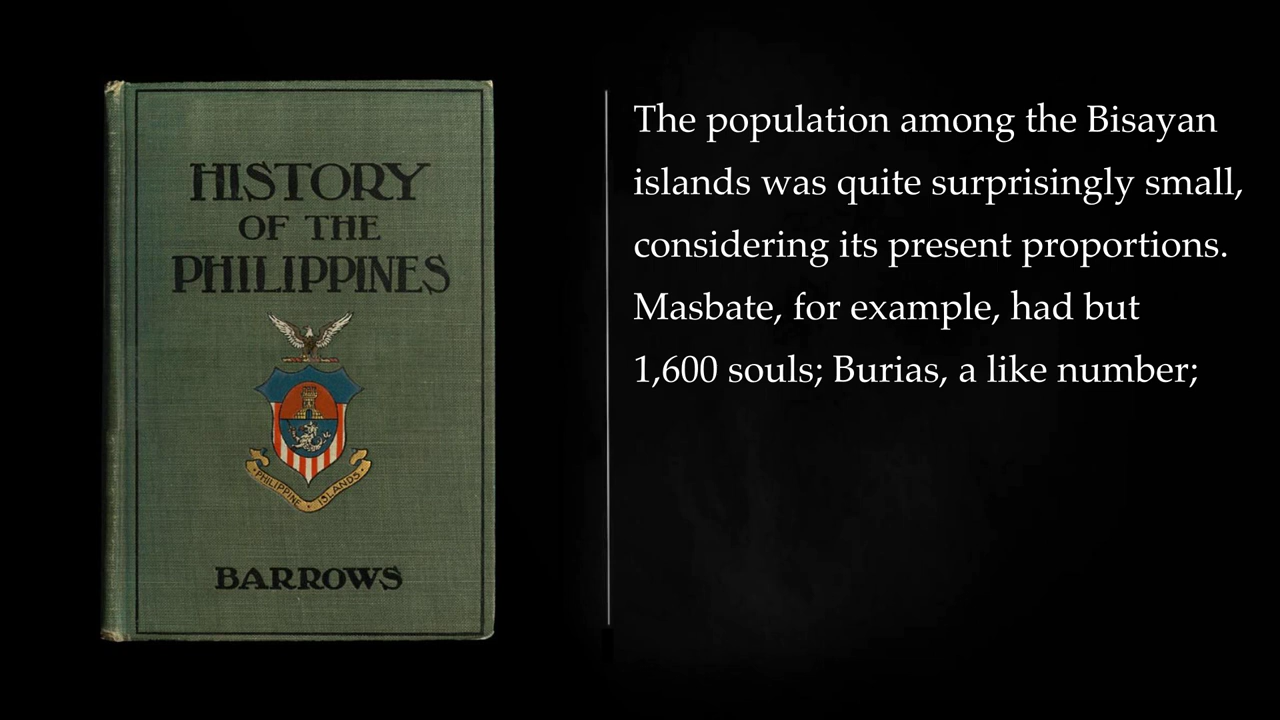 HISTORY
OF THE
PHILIPPINES
PHILIPPINE ISLANDS
BARROWS
The population among the Bisayan
islands was quite surprisingly small,
considering its present proportions.
Masbate, for example, had but
1,600 souls; Burias, a like number;